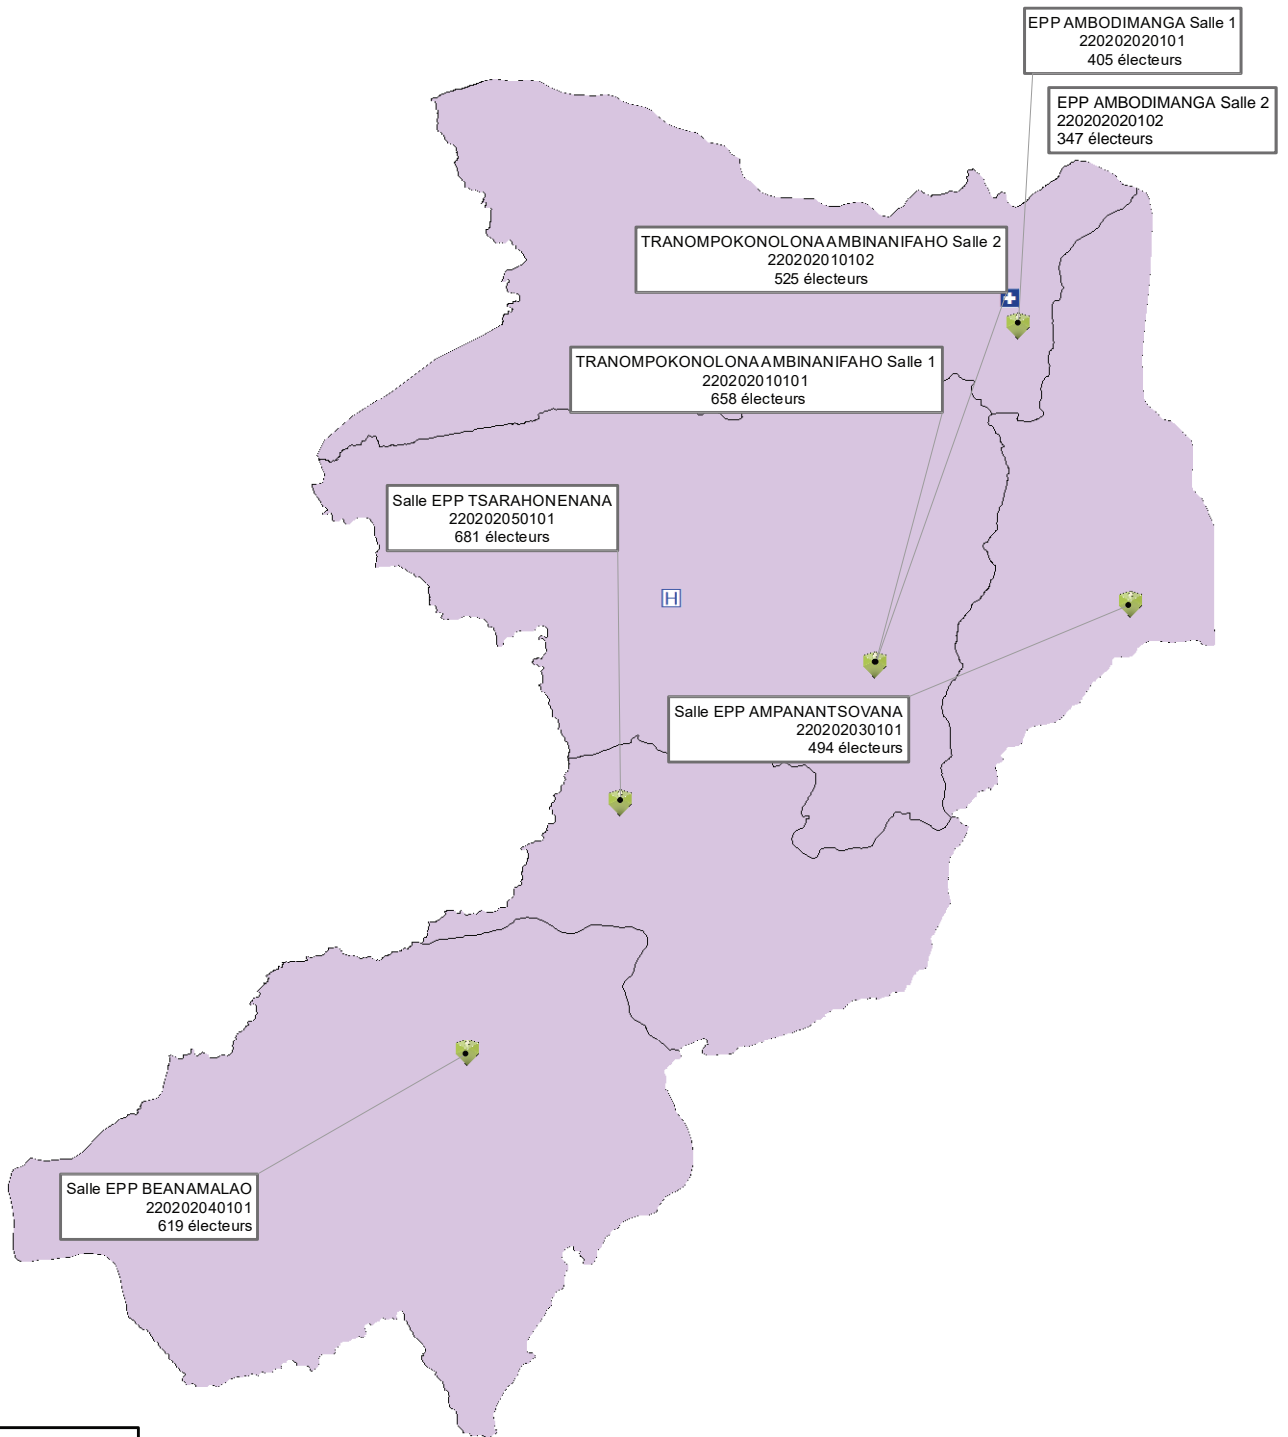 EPP AMBODIMANGA Salle 1
220202020101
405 électeurs
EPP AMBODIMANGA Salle 2
220202020102
347 électeurs
TRANOMPOKONOLONA AMBINANIFAHO Salle 2
220202010102
525 électeurs
TRANOMPOKONOLONA AMBINANIFAHO Salle 1
220202010101
658 électeurs
Salle EPP TSARAHONENANA
220202050101
681 électeurs
H
Salle EPP AMPANANTSOVANA
220202030101
494 électeurs
Salle EPP BEANAMALAO
220202040101
619 électeurs